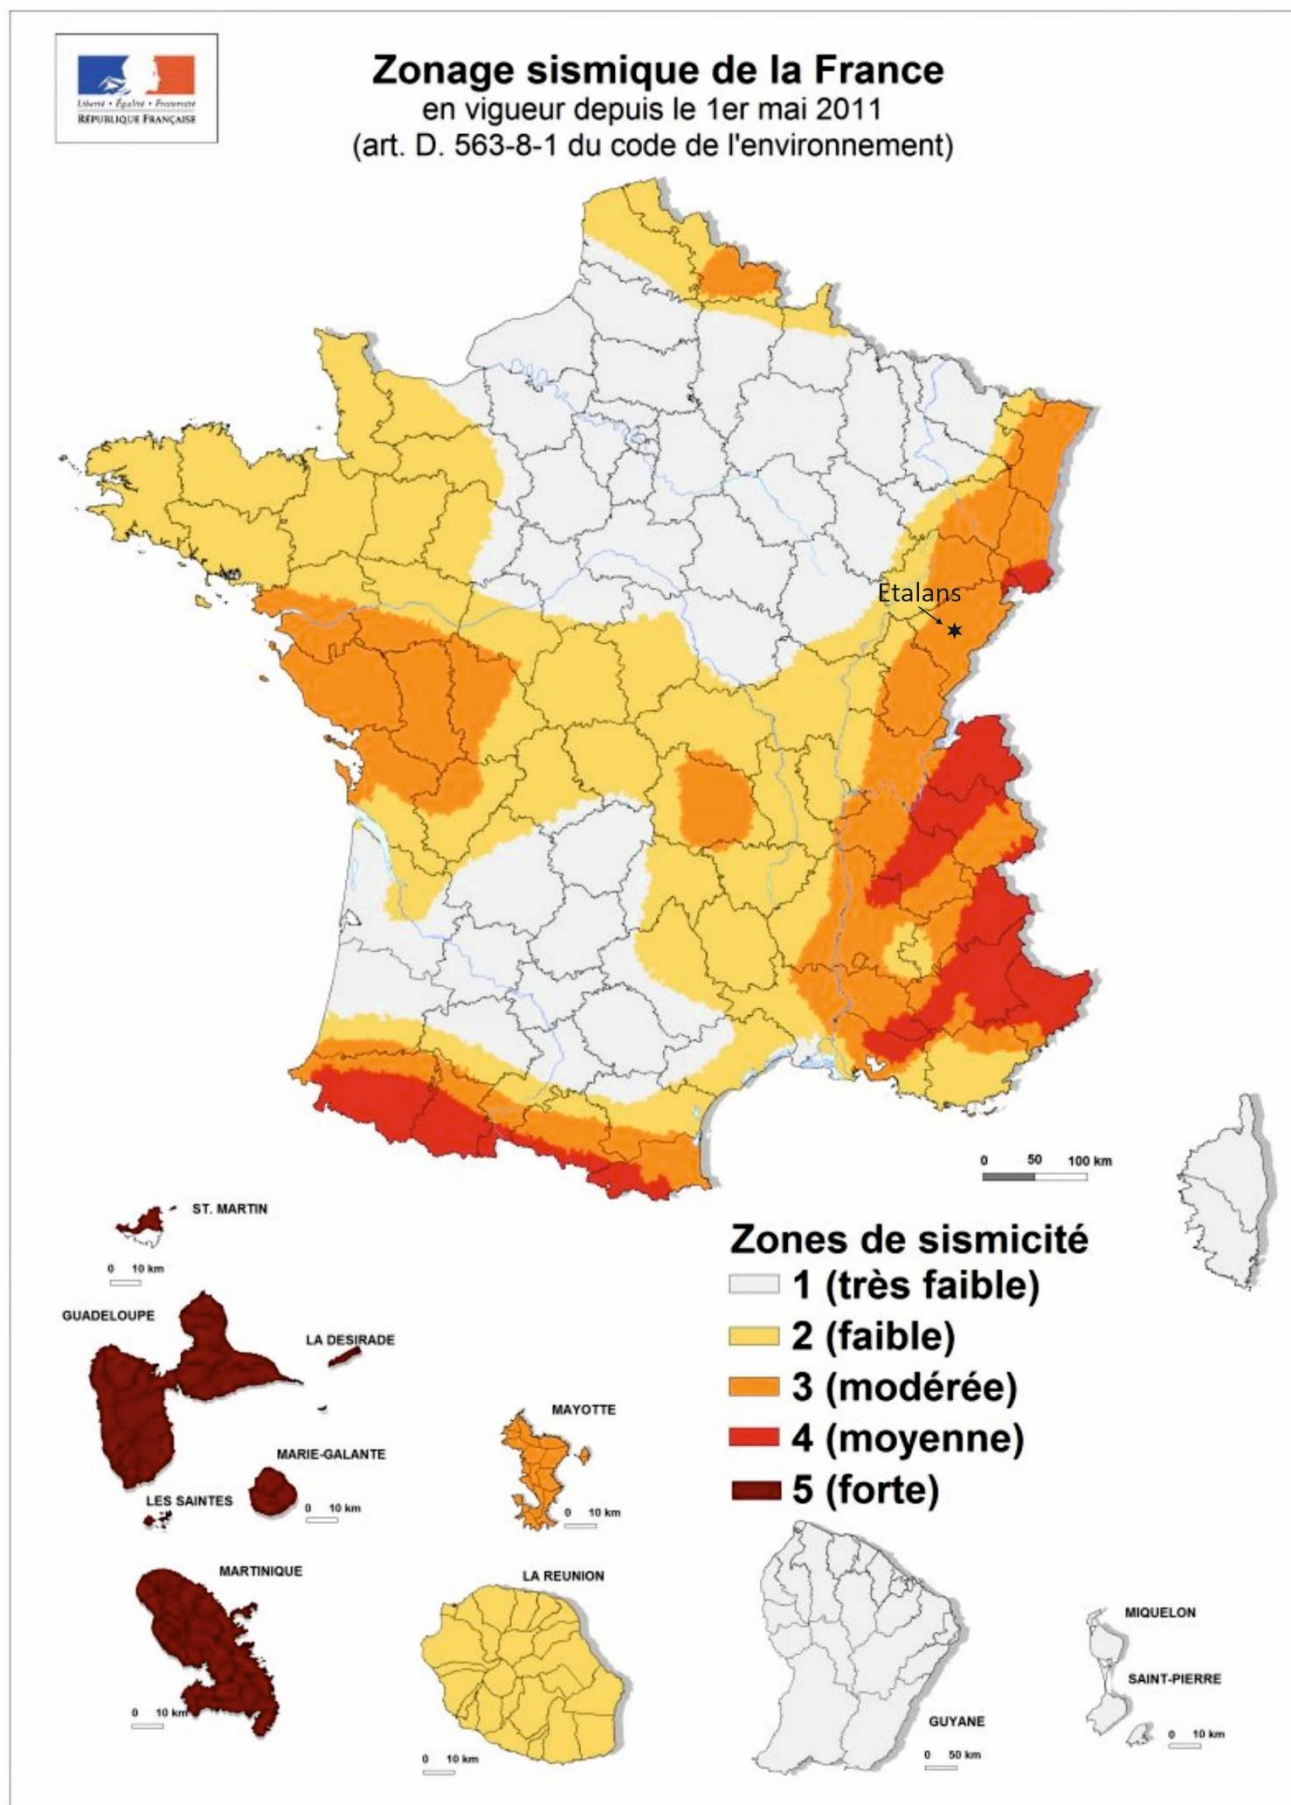 Liberté • Égalité • Fraternité
RÉPUBLIQUE FRANÇAISE
Zonage sismique de la France
en vigueur depuis le 1er mai 2011
(art. D. 563-8-1 du code de l'environnement)
Etalans
0 50 100 km
ST. MARTIN
0 10 km
GUADELOUPE
LA DESIRADE
MARIE-GALANTE
LES SAINTES
0 10 km
MAYOTTE
0 10 km
Zones de sismicité
1 (très faible)
2 (faible)
3 (modérée)
4 (moyenne)
5 (forte)
MARTINIQUE
0 10 km
LA REUNION
0 10 km
GUYANE
0 50 km
MIQUELON
SAINT-PIERRE
0 10 km